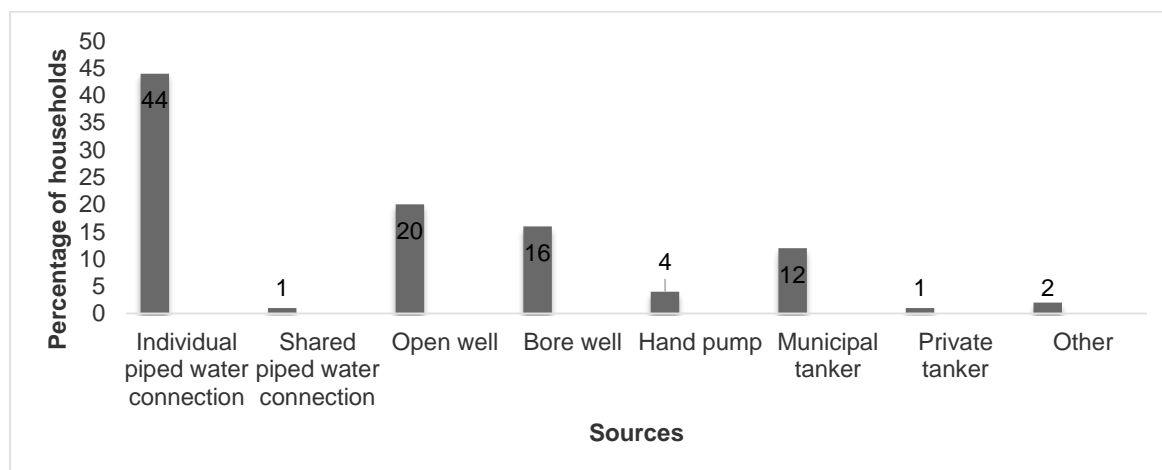 Percentage of households
50
45
40
35
30
25
20
15
10
5
0
44
1
20
16
4
12
1
2
Individual
piped water
connection
Shared
piped water
connection
Open well
Bore well
Hand pump
Municipal
tanker
Private
tanker
Other
Sources